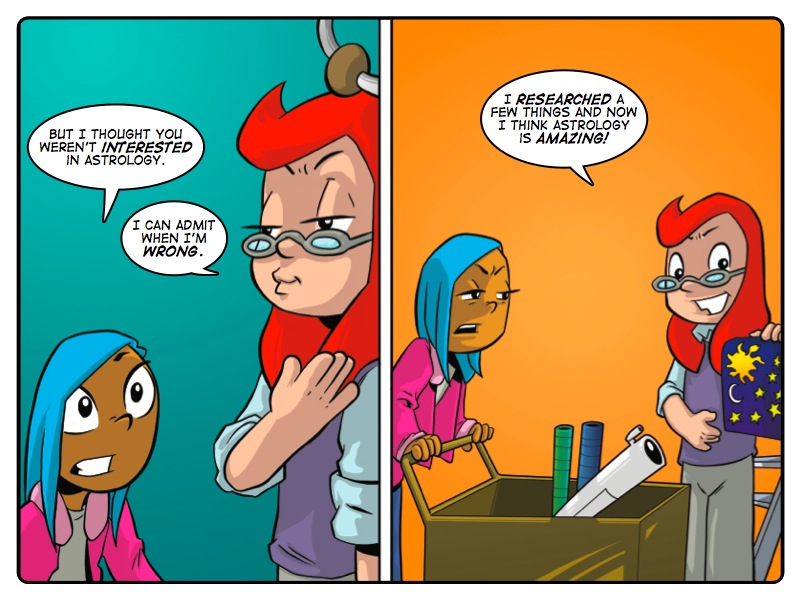 BUT I THOUGHT YOU
WEREN'T INTERESTED
IN ASTROLOGY.
I CAN ADMIT
WHEN I'M
WRONG.
I RESEARCHED A
FEW THINGS AND NOW
I THINK ASTROLOGY
IS AMAZING!